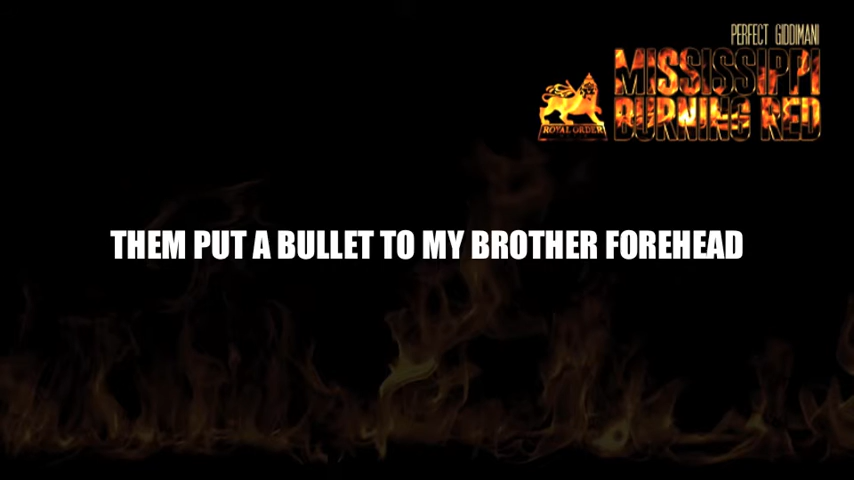 PERFECT GIDDIMANI
MISSISSIPPI
BURNING RED
ROYAL ORDER
THEM PUT A BULLET TO MY BROTHER FOREHEAD